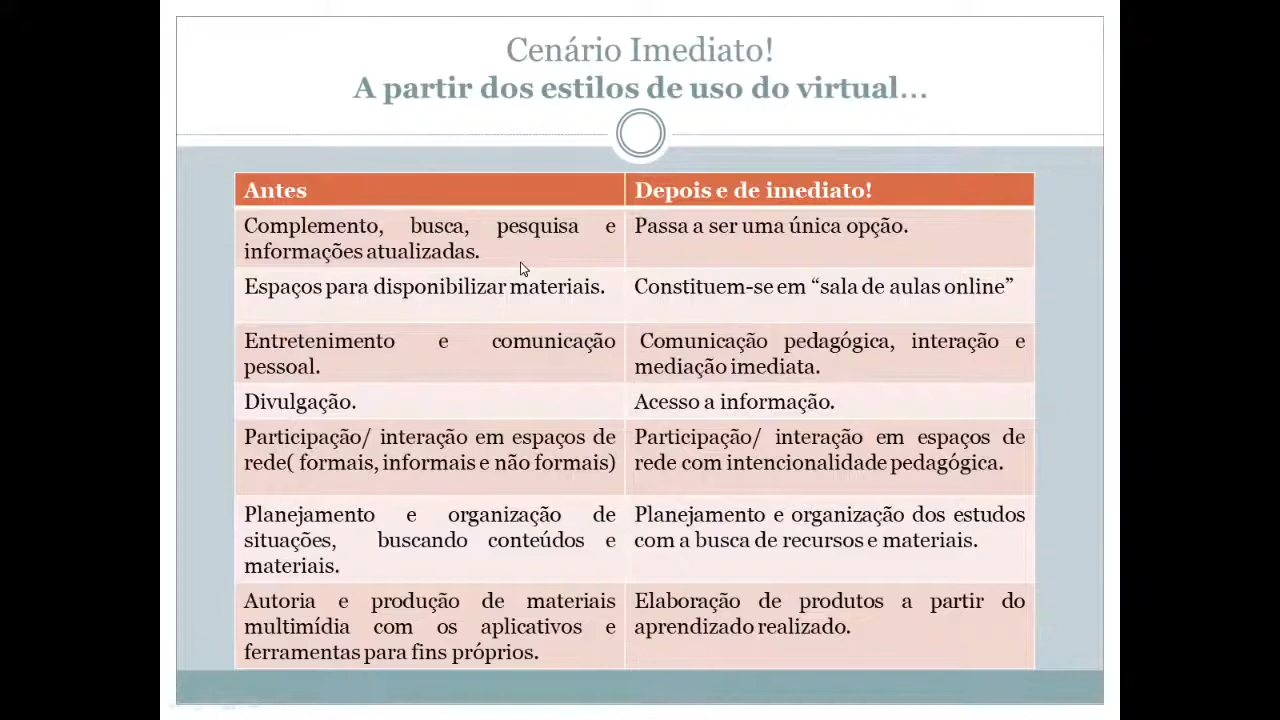 Cenário Imediato!
A partir dos estilos de uso do virtual...
Antes
Depois e de imediato!
Complemento, busca, pesquisa e
informações atualizadas.
Passa a ser uma única opção.
Espaços para disponibilizar materiais.
Constituem-se em “sala de aulas online”
Entretenimento e comunicação
pessoal.
Comunicação pedagógica, interação e
mediação imediata.
Divulgação.
Acesso a informação.
Participação/ interação em espaços de
rede( formais, informais e não formais)
Participação/ interação em espaços de
rede com intencionalidade pedagógica.
Planejamento e organização de
situações, buscando conteúdos e
materiais.
Planejamento e organização dos estudos
com a busca de recursos e materiais.
Autoria e produção de materiais
multimídia com os aplicativos e
ferramentas para fins próprios.
Elaboração de produtos a partir do
aprendizado realizado.